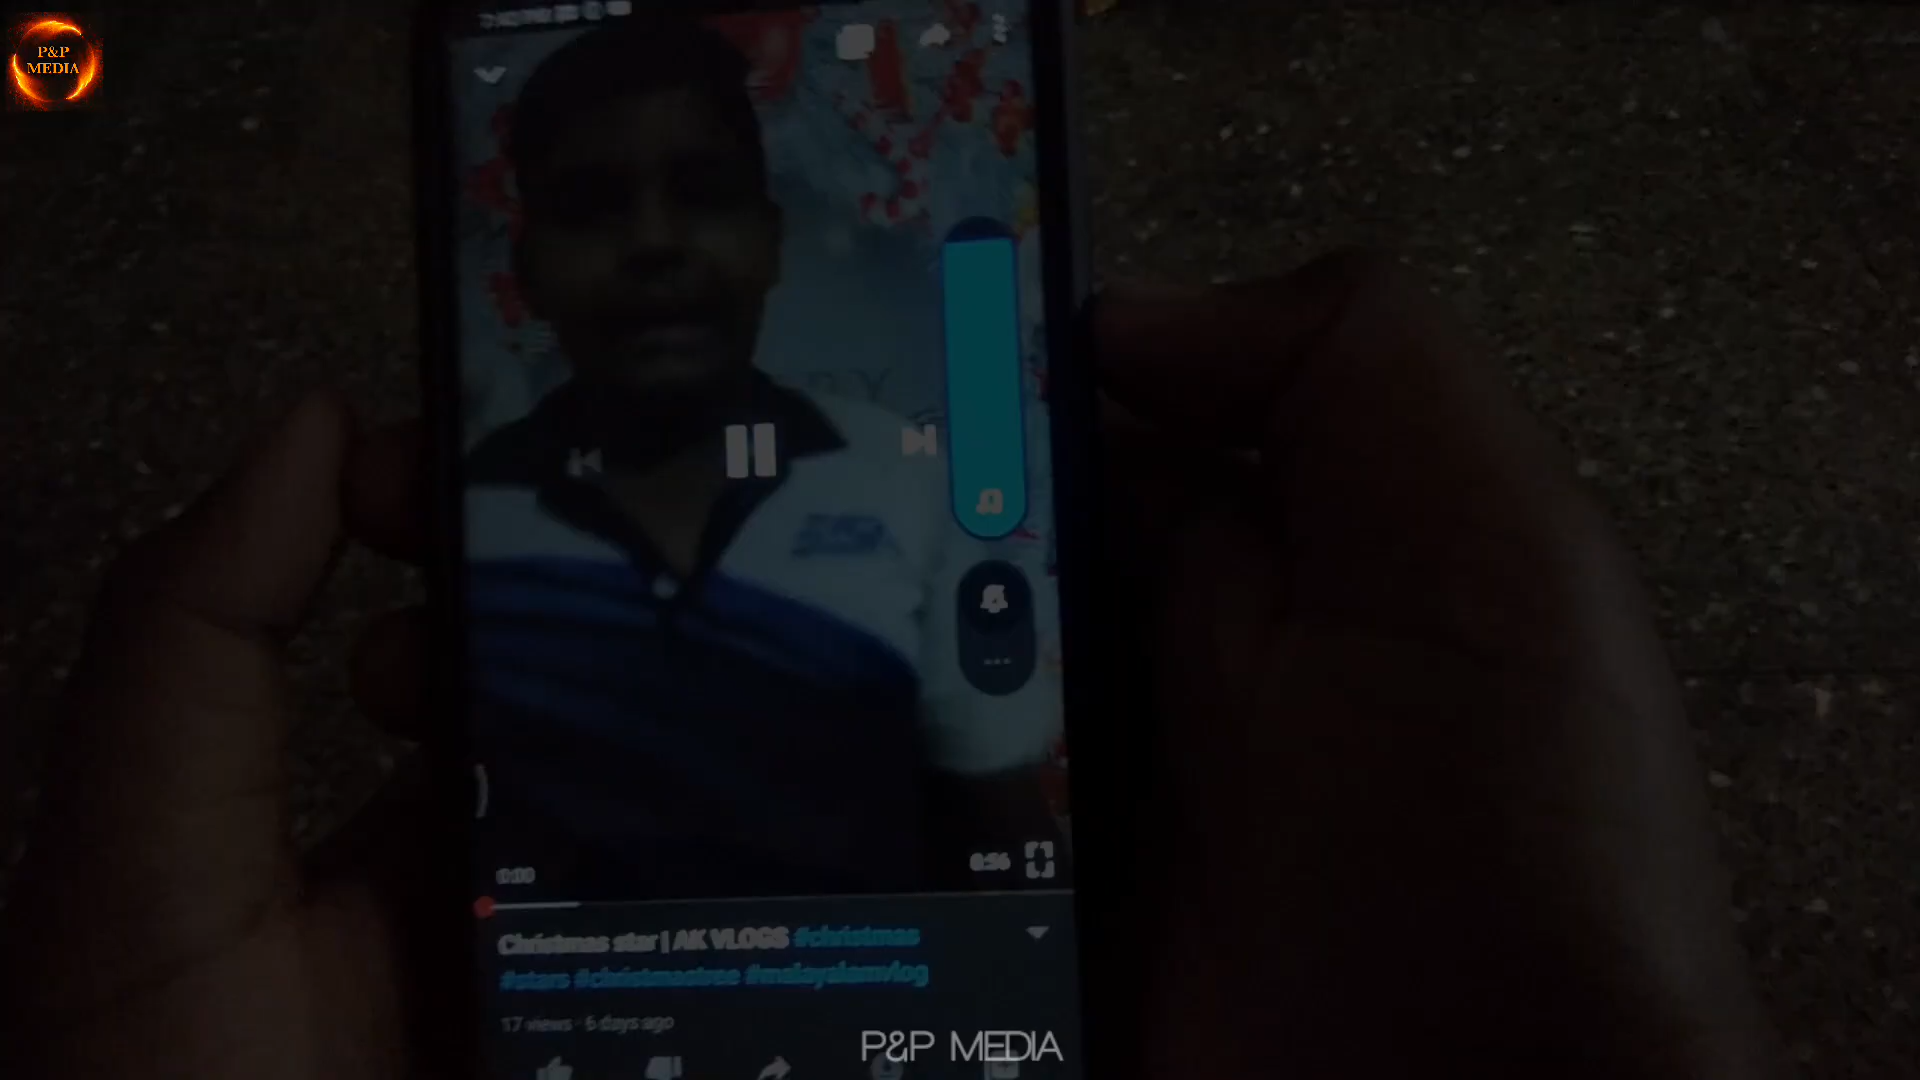 P&P
MEDIA
0:00
0:56
Christmas star | AK VLOGS #christmas
#stars #christmastree #malayalamvlog
17 views · 6 days ago
P&P MEDIA